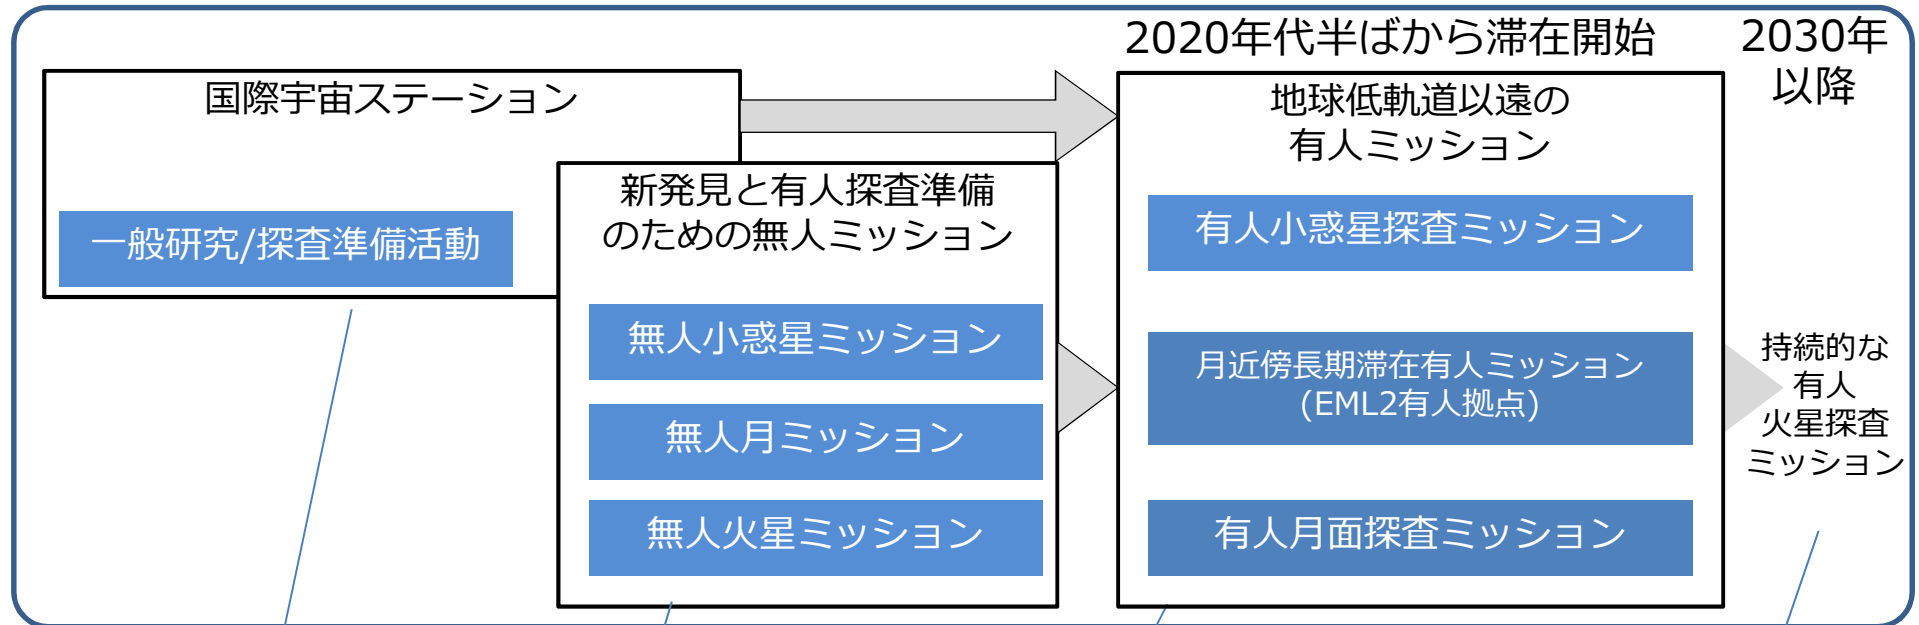 2020年代半ばから滞在開始
2030年
以降
国際宇宙ステーション
一般研究/探査準備活動
新発見と有人探査準備
のための無人ミッション
無人小惑星ミッション
無人月ミッション
無人火星ミッション
地球低軌道以遠の
有人ミッション
有人小惑星探査ミッション
月近傍長期滞在有人ミッション
(EML2有人拠点)
有人月面探査ミッション
持続的な
有人
火星探査
ミッション